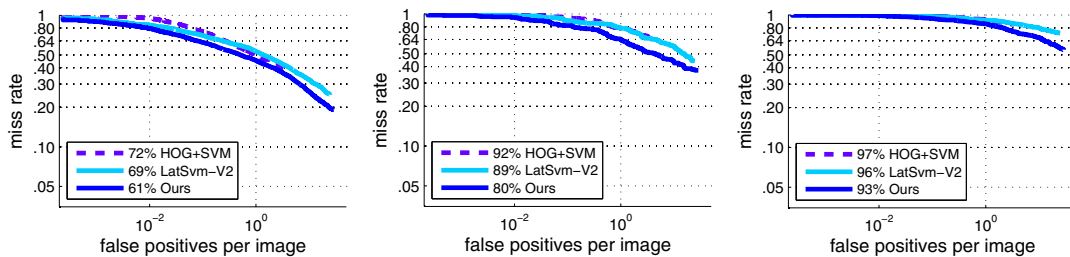 1
.80
.64
.50
.40
.30
.20
.10
.05
miss rate
72% HOG+SVM
69% LatSvm-V2
61% Ours
10^-2
10^0
false positives per image
1
.80
.64
.50
.40
.30
.20
.10
.05
miss rate
92% HOG+SVM
89% LatSvm-V2
80% Ours
10^-2
10^0
false positives per image
1
.80
.64
.50
.40
.30
.20
.10
.05
miss rate
97% HOG+SVM
96% LatSvm-V2
93% Ours
10^-2
10^0
false positives per image